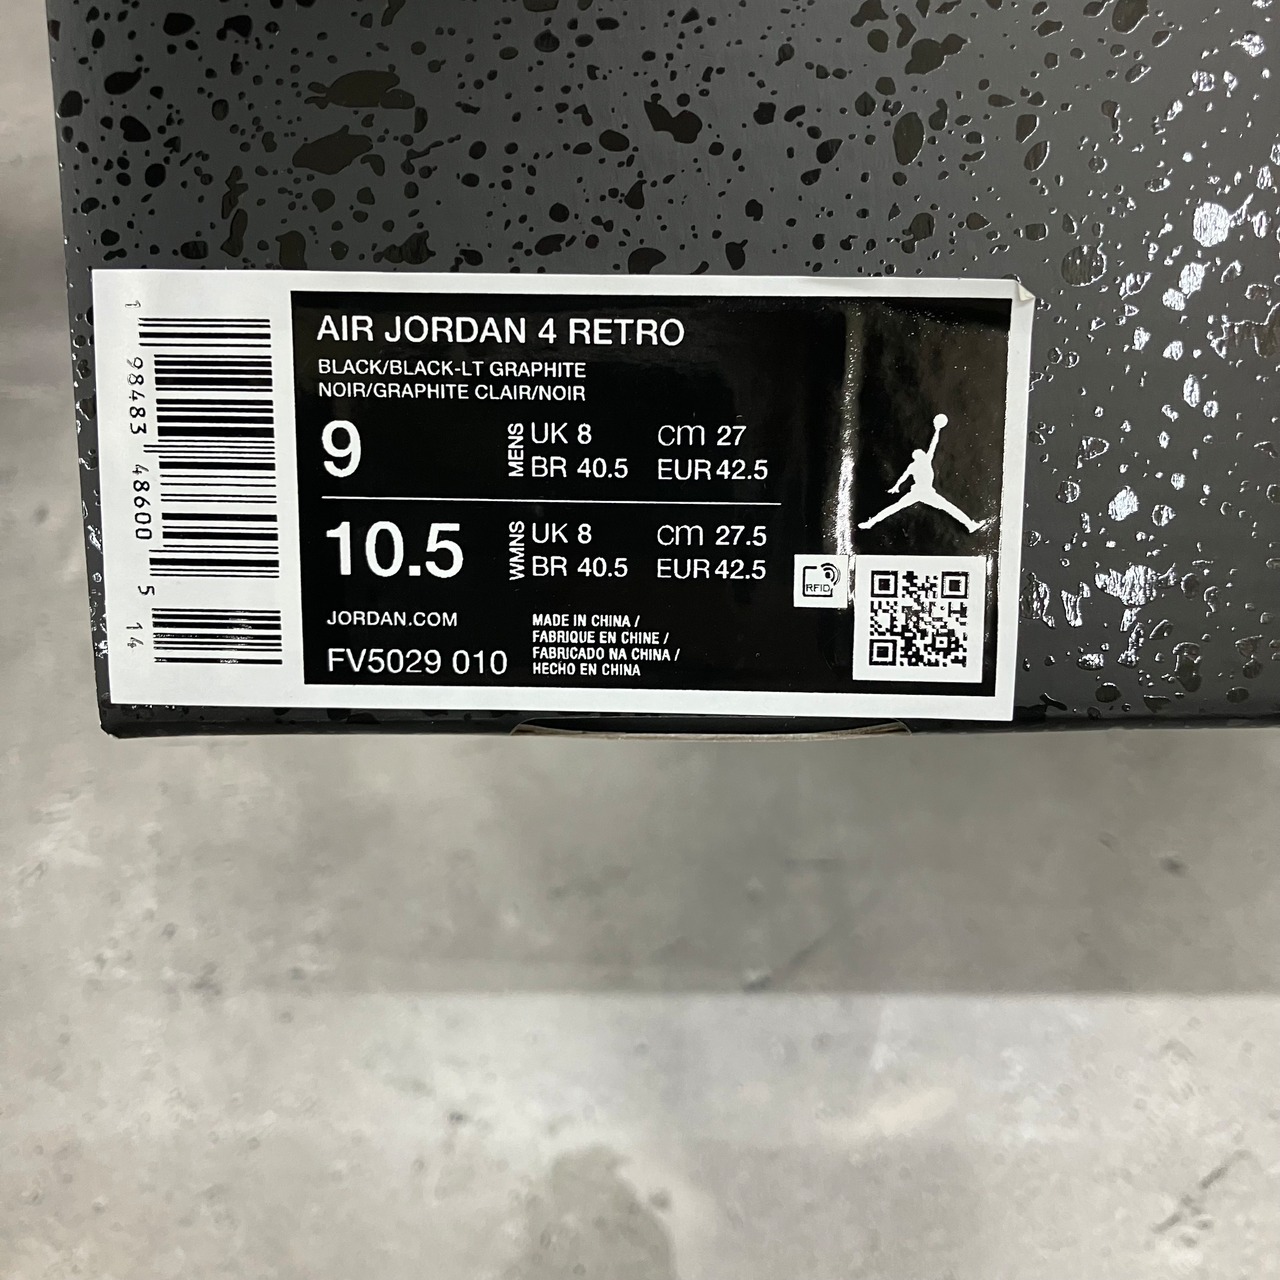 AIR JORDAN 4 RETRO
BLACK/BLACK-LT GRAPHITE
NOIR/GRAPHITE CLAIR/NOIR
9 MENS UK 8 cm 27
BR 40.5 EUR 42.5
10.5 WMNS UK 8 cm 27.5
BR 40.5 EUR 42.5
JORDAN.COM
FV5029 010
MADE IN CHINA /
FABRIQUE EN CHINE /
FABRICADO NA CHINA /
HECHO EN CHINA
RFID
1 98483 48600 5 14